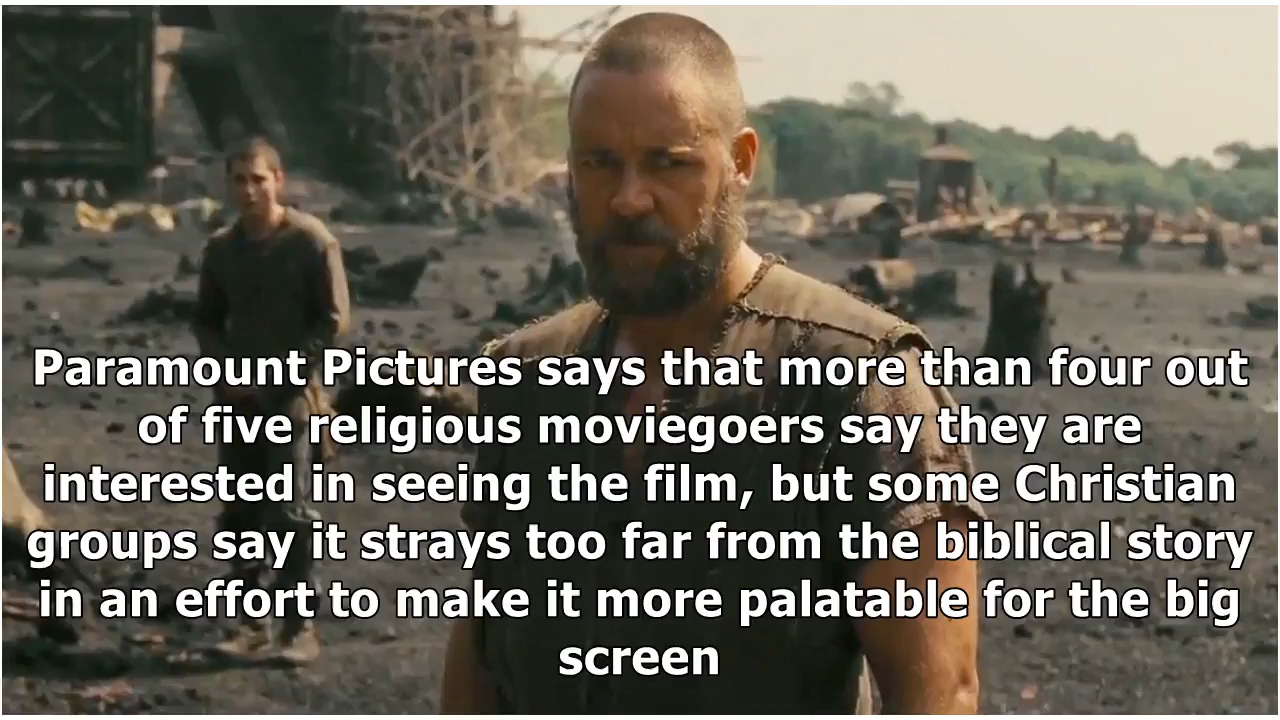 Paramount Pictures says that more than four out
of five religious moviegoers say they are
interested in seeing the film, but some Christian
groups say it strays too far from the biblical story
in an effort to make it more palatable for the big
screen